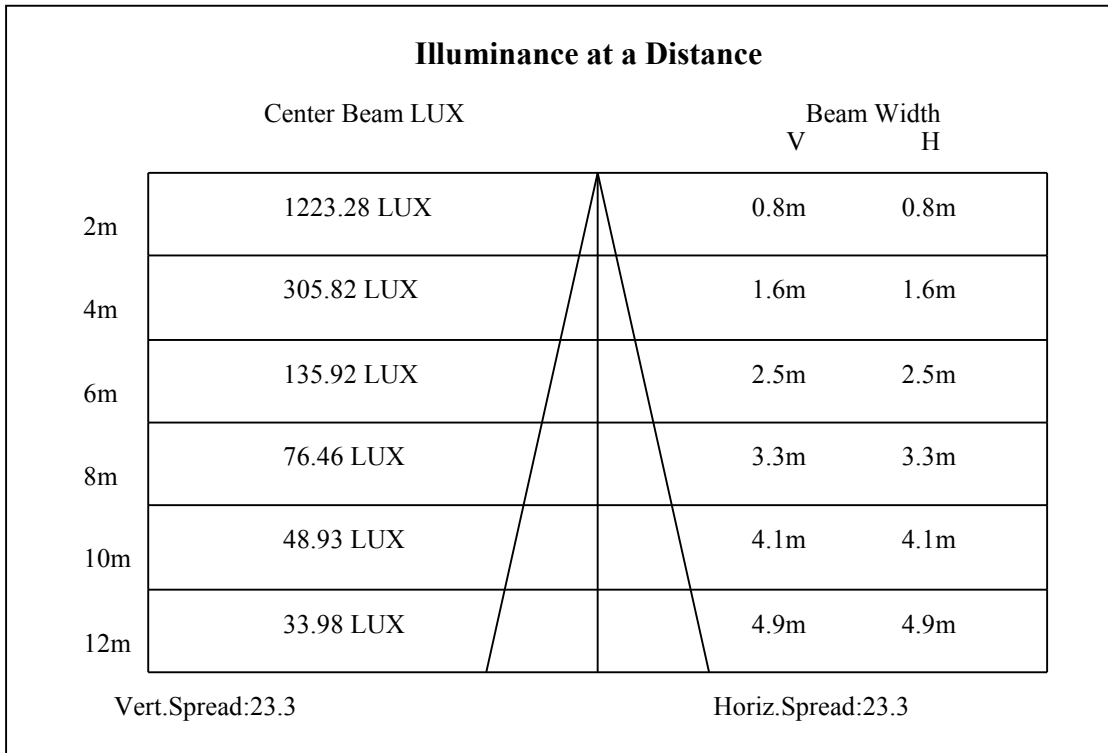 Illuminance at a Distance
Center Beam LUX Beam Width
V H
2m 1223.28 LUX 0.8m 0.8m
4m 305.82 LUX 1.6m 1.6m
6m 135.92 LUX 2.5m 2.5m
8m 76.46 LUX 3.3m 3.3m
10m 48.93 LUX 4.1m 4.1m
12m 33.98 LUX 4.9m 4.9m
Vert.Spread:23.3 Horiz.Spread:23.3